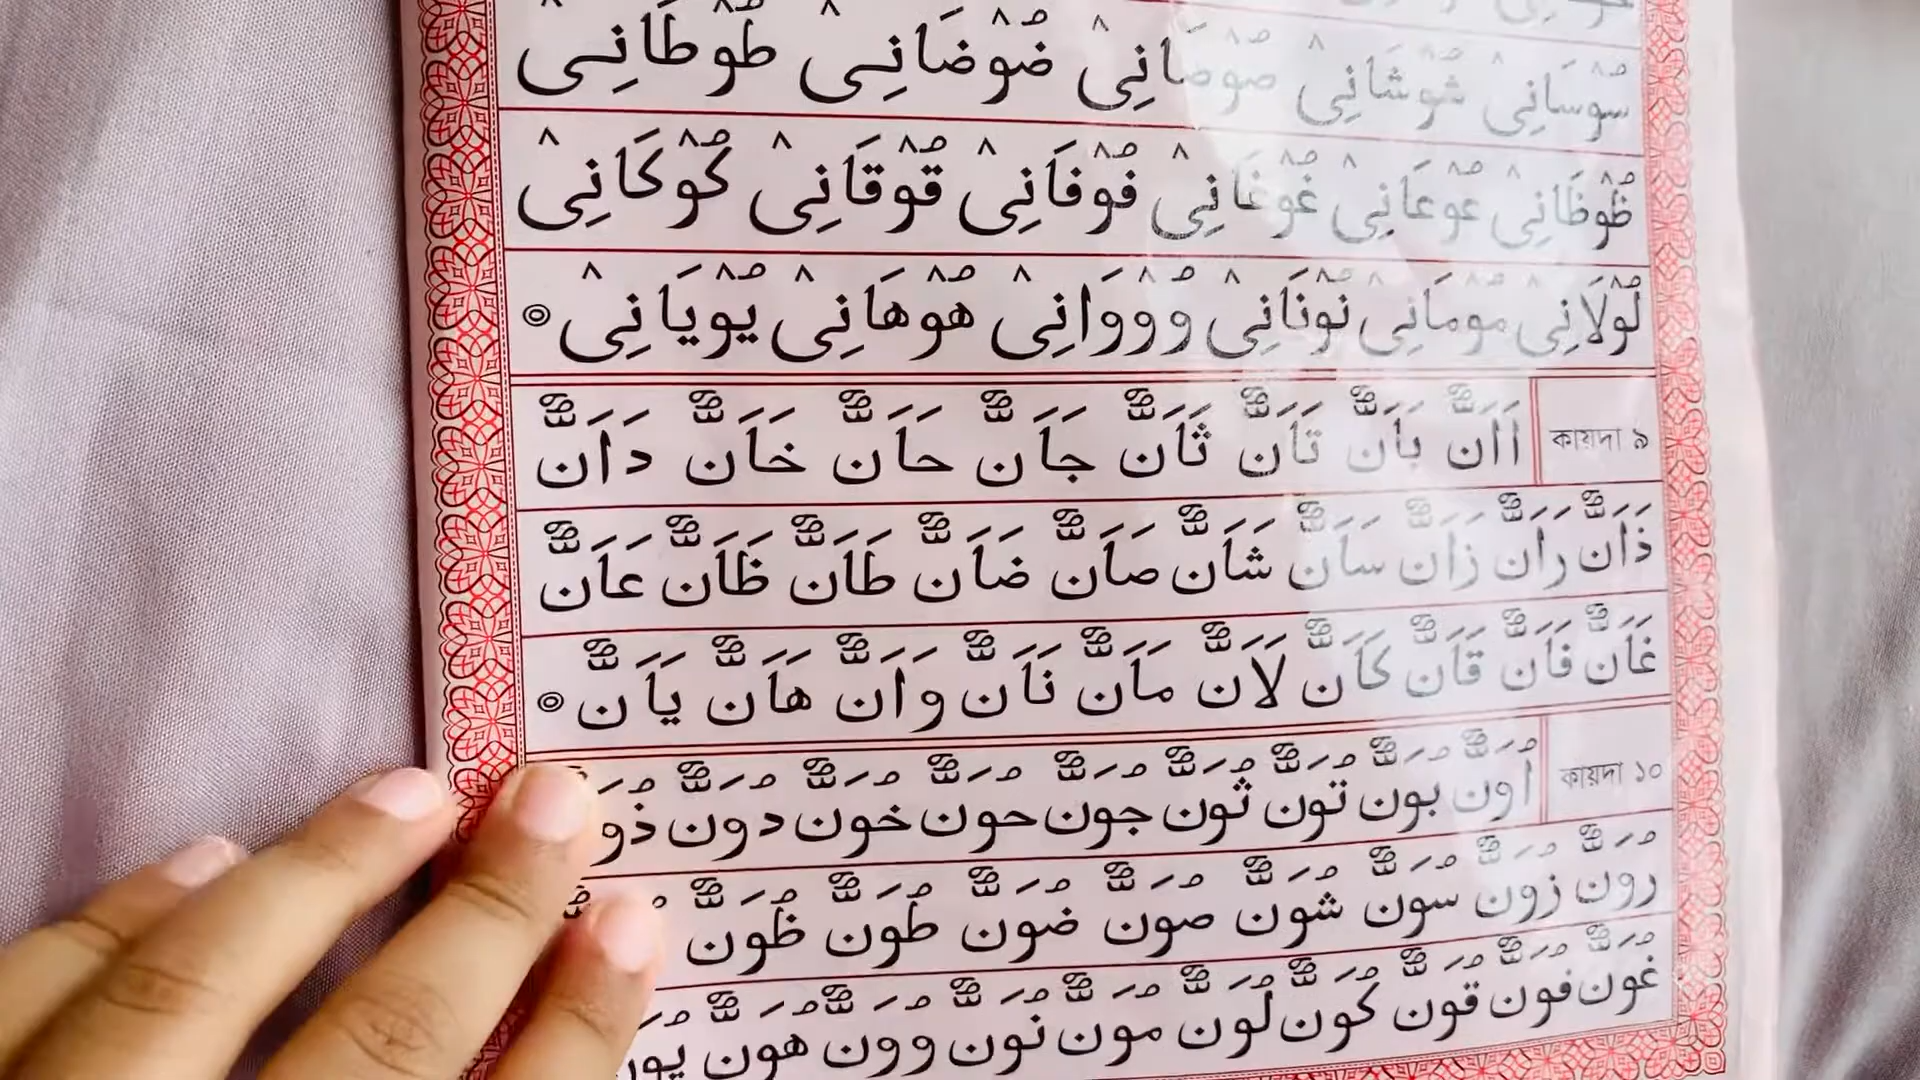 سُوْسَانِیْ شُوْشَانِیْ صُوْصَانِیْ ضُوْضَانِیْ طُوْطَانِیْ
ظُوْظَانِیْ عُوْعَانِیْ غُوْغَانِیْ فُوْفَانِیْ قُوْقَانِیْ كُوْكَانِیْ
لُوْلَانِیْ مُوْمَانِیْ نُوْنَانِیْ وُوْوَانِیْ هُوْهَانِیْ يُوْيَانِیْ
কায়দা ৯ اَاَن بَاَن تَاَن ثَاَن جَاَن حَاَن خَاَن دَاَن
ذَاَن رَاَن زَاَن سَاَن شَاَن صَاَن ضَاَن طَاَن ظَاَن عَاَن
غَاَن فَاَن قَاَن كَاَن لَاَن مَاَن نَاَن وَاَن هَاَن يَاَن
কায়দা ১০ اُوَن بُوَن تُوَن ثُوَن جُوَن حُوَن خُوَن دُوَن
رُوَن زُوَن سُوَن شُوَن صُوَن ضُوَن طُوَن ظُوَن
غُوَن فُوَن قُوَن كُوَن لُوَن مُوَن نُوَن وُوَن هُوَن